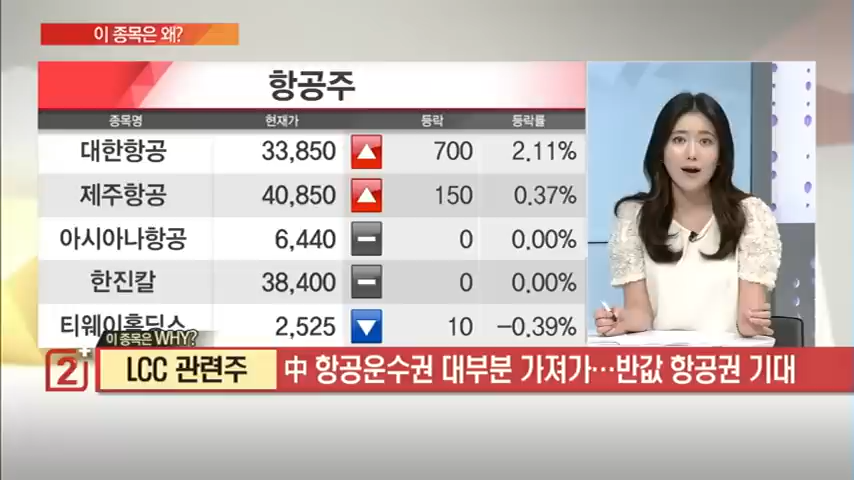 이 종목은 왜?
항공주
종목명 현재가 등락 등락률
대한항공 33,850 ▲ 700 2.11%
제주항공 40,850 ▲ 150 0.37%
아시아나항공 6,440 − 0 0.00%
한진칼 38,400 − 0 0.00%
티웨이홀딩스 2,525 ▼ 10 −0.39%
이 종목은 WHY?
2+ LCC 관련주 中 항공운수권 대부분 가져가…반값 항공권 기대